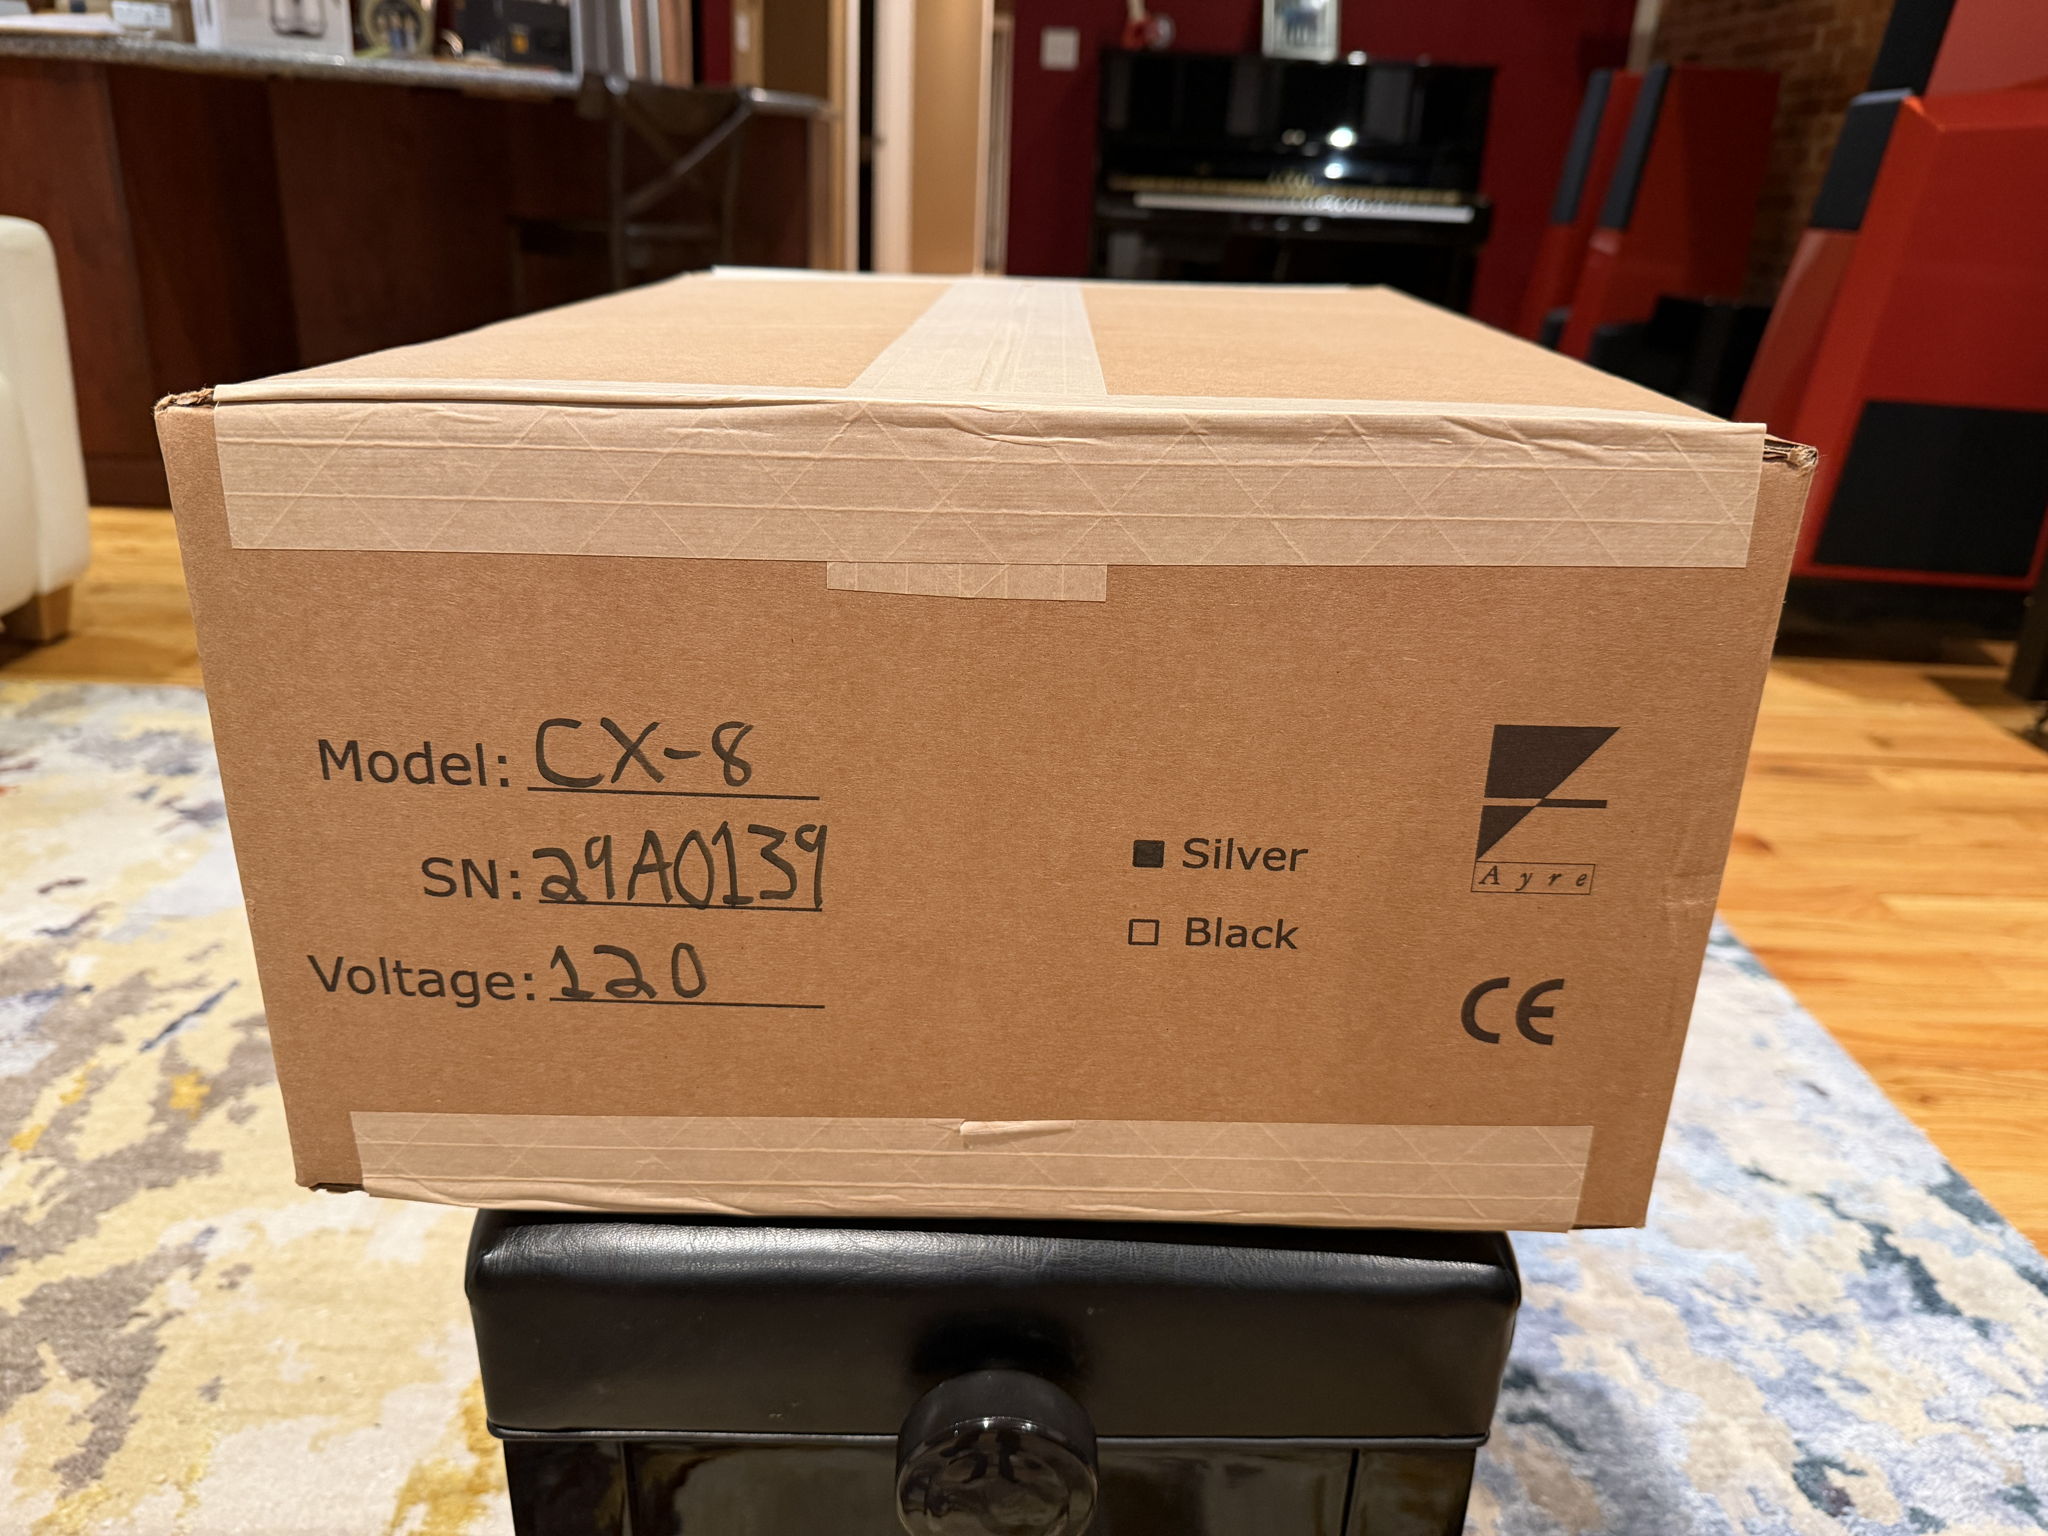 Model: CX-8
SN: 29A0139
Voltage: 120
Silver
Black
Ayre
CE